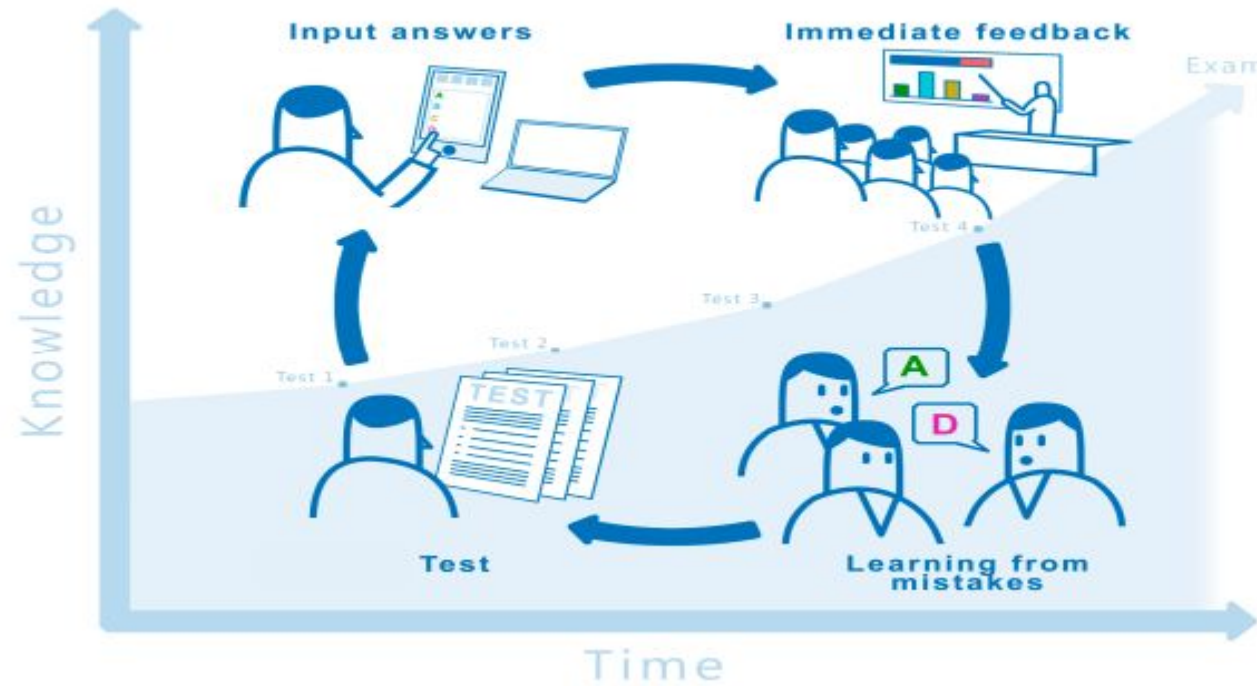 Input answers
Immediate feedback
A
B
C
D
Exam
Test 4
Test 3
Test 2
Test 1
Knowledge
TEST
A
D
Test
Learning from
mistakes
Time